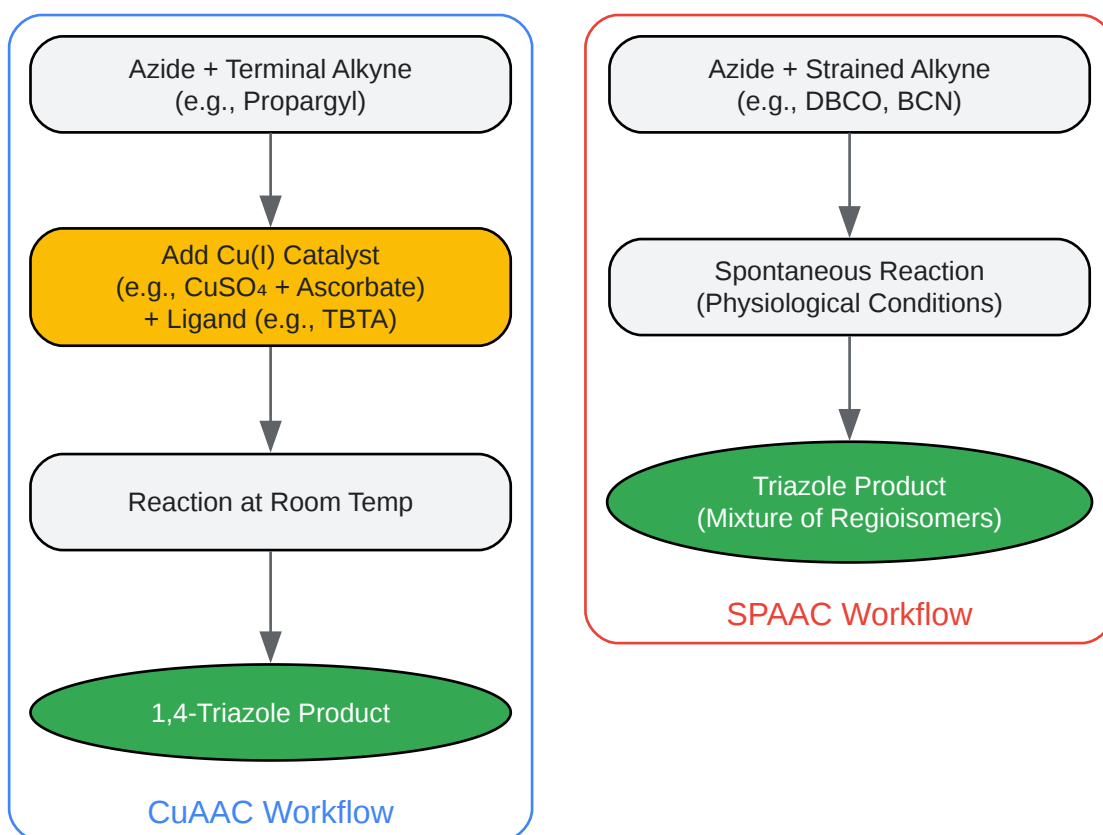 Azide + Terminal Alkyne
(e.g., Propargyl)
Add Cu(I) Catalyst
(e.g., CuSO₄ + Ascorbate)
+ Ligand (e.g., TBTA)
Reaction at Room Temp
1,4-Triazole Product
CuAAC Workflow
Azide + Strained Alkyne
(e.g., DBCO, BCN)
Spontaneous Reaction
(Physiological Conditions)
Triazole Product
(Mixture of Regioisomers)
SPAAC Workflow